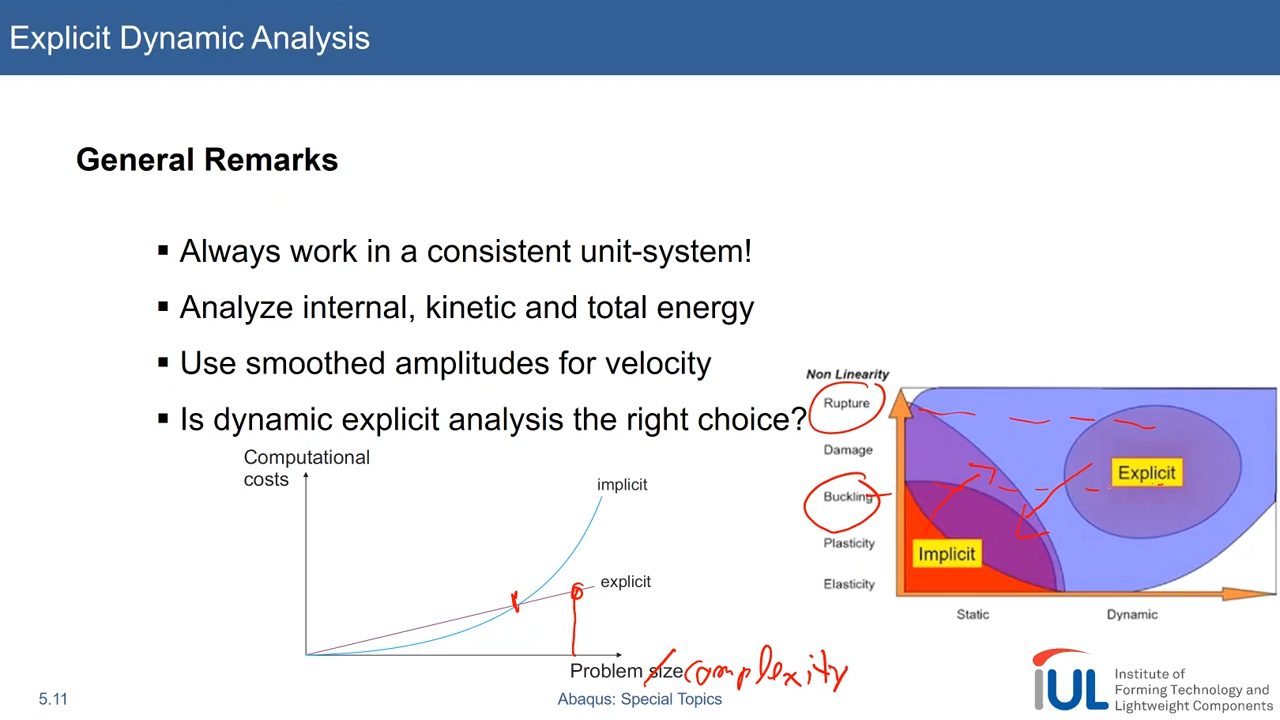 Explicit Dynamic Analysis
General Remarks
▪ Always work in a consistent unit-system!
▪ Analyze internal, kinetic and total energy
▪ Use smoothed amplitudes for velocity
▪ Is dynamic explicit analysis the right choice?
Computational
costs
implicit
explicit
Problem size/complexity
Non Linearity
Rupture
Damage
Buckling
Plasticity
Elasticity
Explicit
Implicit
Static
Dynamic
5.11
Abaqus: Special Topics
IUL
Institute of
Forming Technology and
Lightweight Components